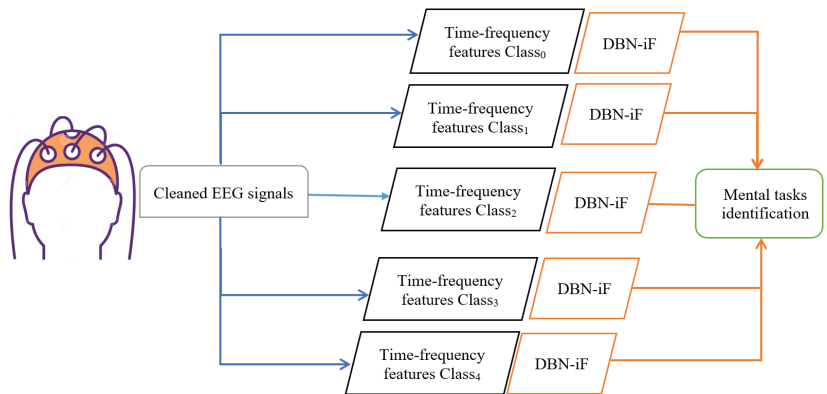 Time-frequency
features Class₀
DBN-iF
Time-frequency
features Class₁
DBN-iF
Cleaned EEG signals
Time-frequency
features Class₂
DBN-iF
Mental tasks
identification
Time-frequency
features Class₃
DBN-iF
Time-frequency
features Class₄
DBN-iF